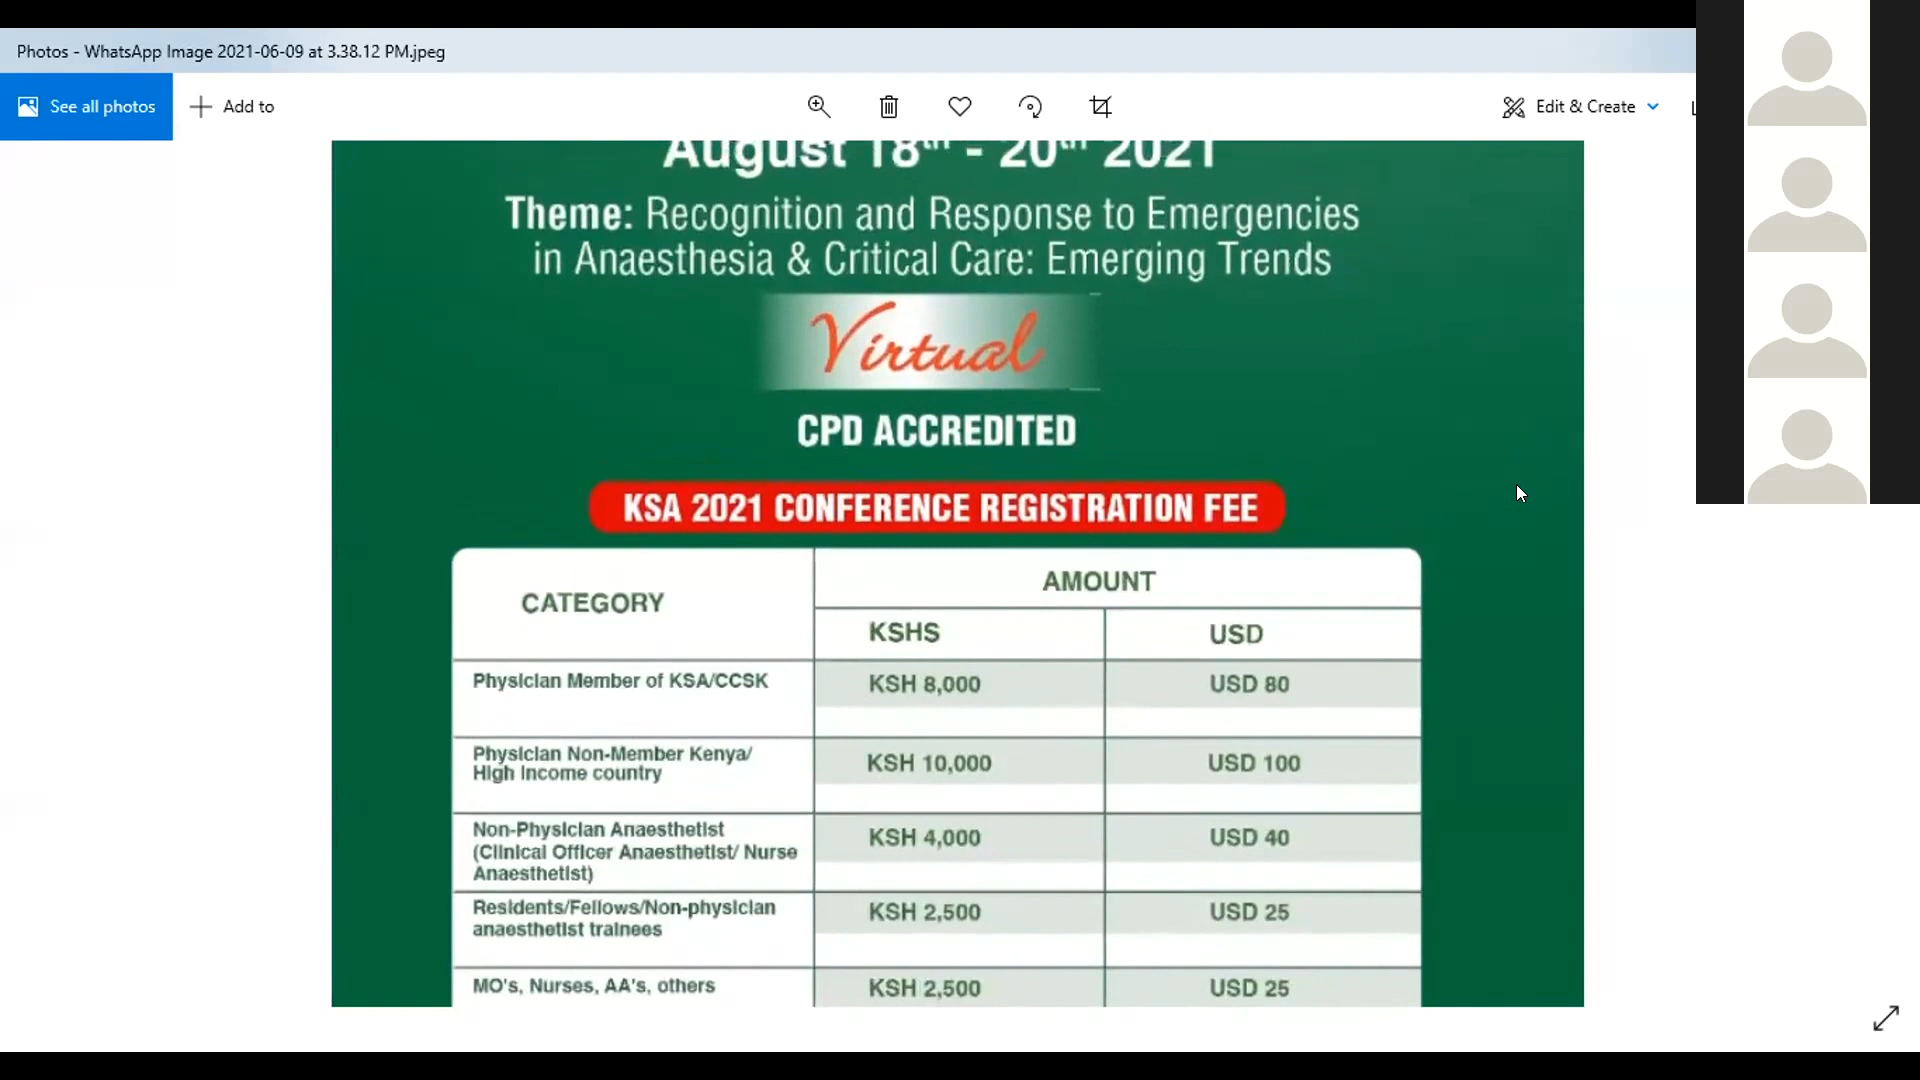 Photos - WhatsApp Image 2021-06-09 at 3.38.12 PM.jpeg
See all photos
Add to
Edit & Create
August 18th - 20th 2021
Theme: Recognition and Response to Emergencies
in Anaesthesia & Critical Care: Emerging Trends
Virtual
CPD ACCREDITED
KSA 2021 CONFERENCE REGISTRATION FEE
CATEGORY
AMOUNT
KSHS
USD
Physician Member of KSA/CCSK
KSH 8,000
USD 80
Physician Non-Member Kenya/
High Income country
KSH 10,000
USD 100
Non-Physician Anaesthetist
(Clinical Officer Anaesthetist/ Nurse
Anaesthetist)
KSH 4,000
USD 40
Residents/Fellows/Non-physician
anaesthetist trainees
KSH 2,500
USD 25
MO's, Nurses, AA's, others
KSH 2,500
USD 25